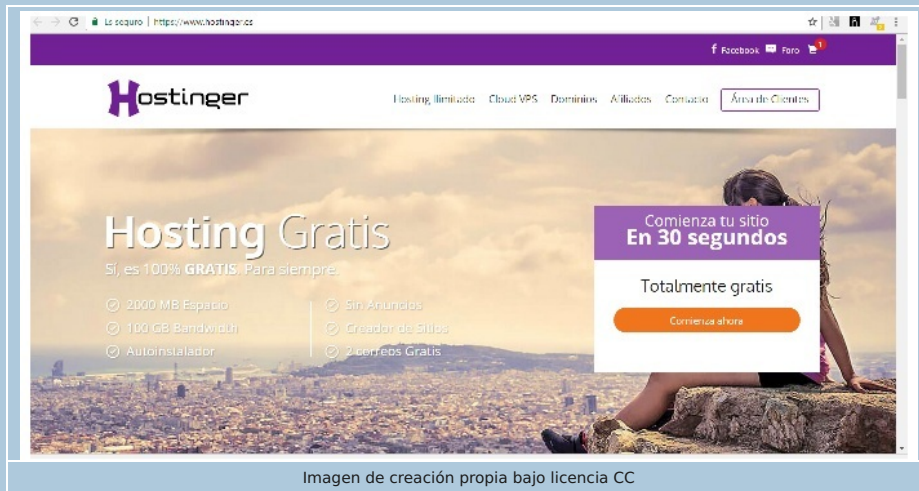 Es seguro | https://www.hostinger.es
Facebook Foro 1
Hostinger
Hosting Ilimitado Cloud VPS Dominios Afiliados Contacto Área de Clientes
Hosting Gratis
Sí, es 100% GRATIS. Para siempre.
2000 MB Espacio
100 GB Bandwidth
Autoinstalador
Sin Anuncios
Creador de Sitios
2 correos Gratis
Comienza tu sitio
En 30 segundos
Totalmente gratis
Comienza ahora
Imagen de creación propia bajo licencia CC